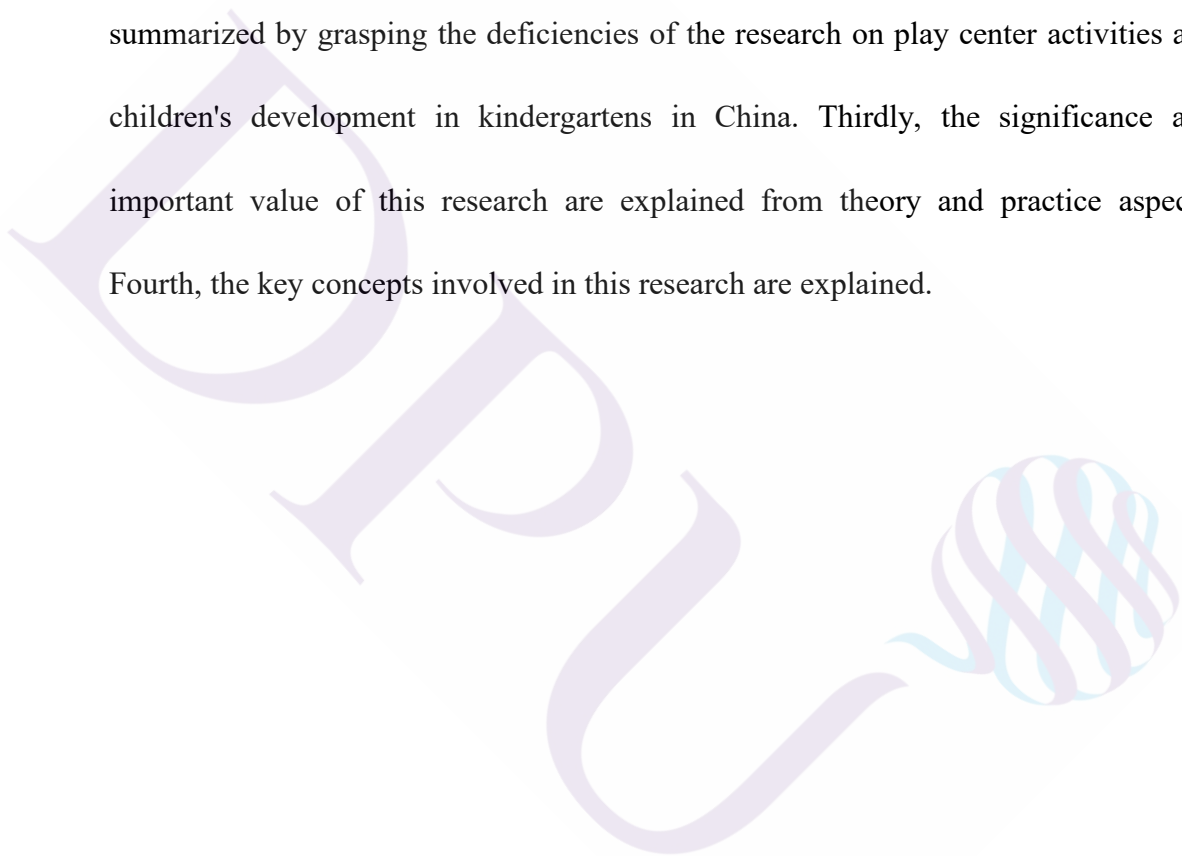 summarized by grasping the deficiencies of the research on play center activities a
children's development in kindergartens in China. Thirdly, the significance a
important value of this research are explained from theory and practice aspec
Fourth, the key concepts involved in this research are explained.
DPU